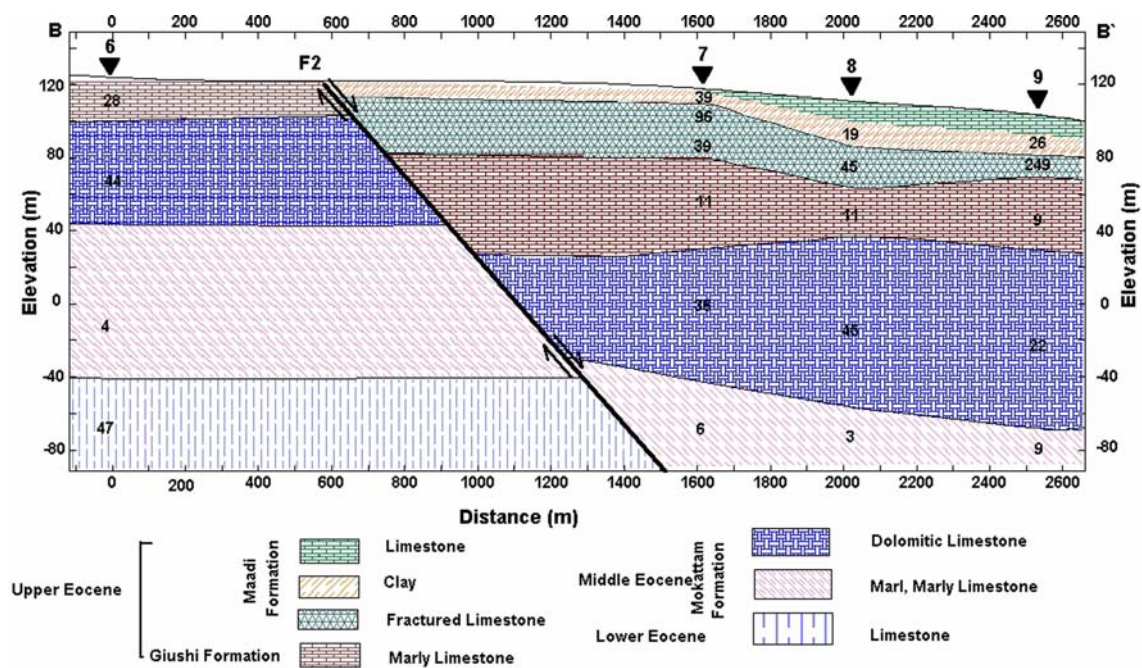 B 0 200 400 600 800 1000 1200 1400 1600 1800 2000 2200 2400 2600 B`
6 F2 7 8 9
120 120
80 80
40 40
0 0
-40 -40
-80 -80
Elevation (m)
Elevation (m)
28 39
96
19 26
44 39 45 249
11 11 9
4 38 45 22
47 6 3 9
0 200 400 600 800 1000 1200 1400 1600 1800 2000 2200 2400 2600
Distance (m)
Upper Eocene
Maadi
Formation
Limestone
Clay
Fractured Limestone
Giushi Formation Marly Limestone
Middle Eocene
Lower Eocene
Mokattam
Formation
Dolomitic Limestone
Marl, Marly Limestone
Limestone